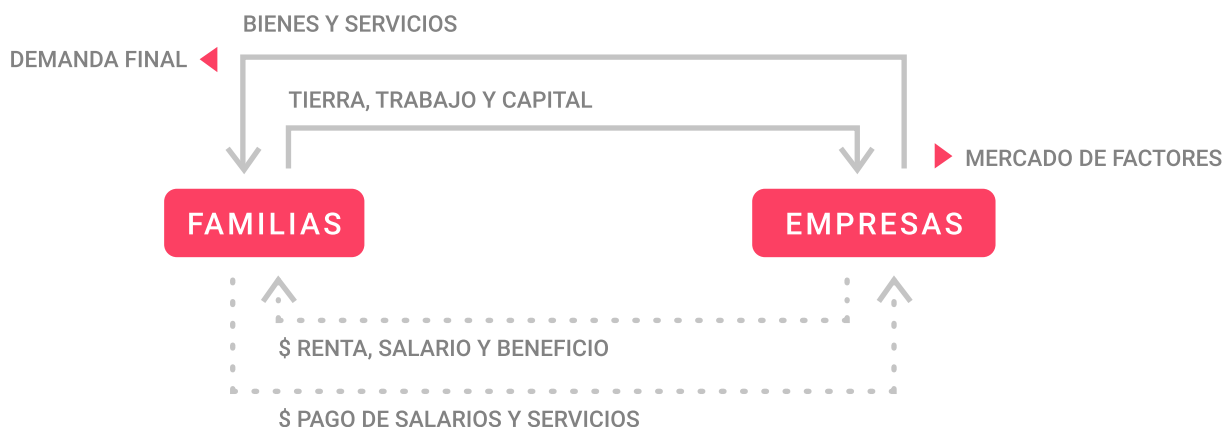 BIENES Y SERVICIOS
DEMANDA FINAL
TIERRA, TRABAJO Y CAPITAL
MERCADO DE FACTORES
FAMILIAS
EMPRESAS
$ RENTA, SALARIO Y BENEFICIO
$ PAGO DE SALARIOS Y SERVICIOS